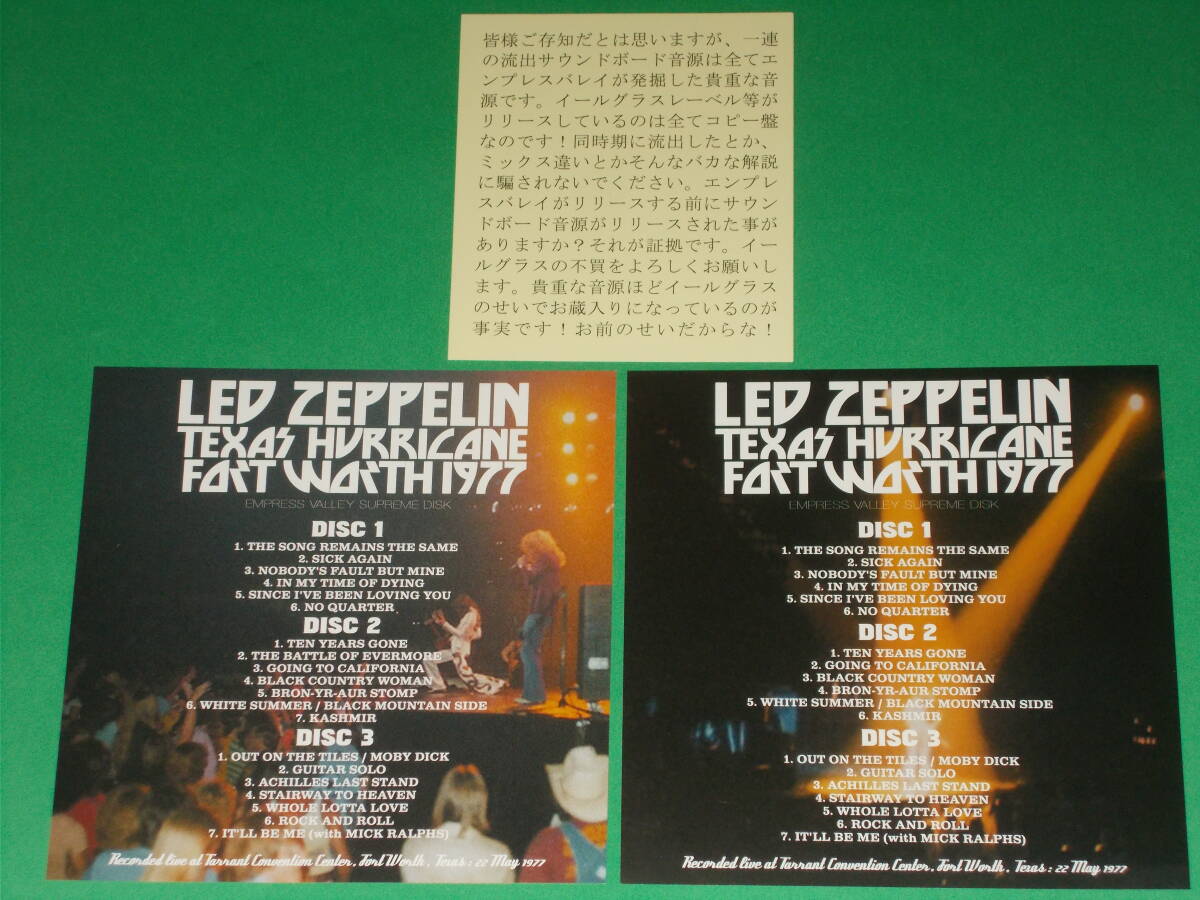 皆様ご存知だとは思いますが、一連
の流出サウンドボード音源は全てエ
ンプレスバレイが発掘した貴重な音
源です。イールグラスレーベル等が
リリースしているのは全てコピー盤
なのです!同時期に流出したとか、
ミックス違いとかそんなバカな解説
に騙されないでください。エンプレ
スバレイがリリースする前にサウン
ドボード音源がリリースされた事が
ありますか?それが証拠です。イー
ルグラスの不買をよろしくお願いし
ます。貴重な音源ほどイールグラス
のせいでお蔵入りになっているのが
事実です!お前のせいだからな!
LED ZEPPELIN
TEXAS HURRICANE
FORT WORTH 1977
EMPRESS VALLEY SUPREME DISK
DISC 1
1. THE SONG REMAINS THE SAME
2. SICK AGAIN
3. NOBODY'S FAULT BUT MINE
4. IN MY TIME OF DYING
5. SINCE I'VE BEEN LOVING YOU
6. NO QUARTER
DISC 2
1. TEN YEARS GONE
2. THE BATTLE OF EVERMORE
3. GOING TO CALIFORNIA
4. BLACK COUNTRY WOMAN
5. BRON-YR-AUR STOMP
6. WHITE SUMMER / BLACK MOUNTAIN SIDE
7. KASHMIR
DISC 3
1. OUT ON THE TILES / MOBY DICK
2. GUITAR SOLO
3. ACHILLES LAST STAND
4. STAIRWAY TO HEAVEN
5. WHOLE LOTTA LOVE
6. ROCK AND ROLL
7. IT'LL BE ME (with MICK RALPHS)
Recorded live at Tarrant Convention Center, Fort Worth, Texas : 22 May 1977
LED ZEPPELIN
TEXAS HURRICANE
FORT WORTH 1977
EMPRESS VALLEY SUPREME DISK
DISC 1
1. THE SONG REMAINS THE SAME
2. SICK AGAIN
3. NOBODY'S FAULT BUT MINE
4. IN MY TIME OF DYING
5. SINCE I'VE BEEN LOVING YOU
6. NO QUARTER
DISC 2
1. TEN YEARS GONE
2. GOING TO CALIFORNIA
3. BLACK COUNTRY WOMAN
4. BRON-YR-AUR STOMP
5. WHITE SUMMER / BLACK MOUNTAIN SIDE
6. KASHMIR
DISC 3
1. OUT ON THE TILES / MOBY DICK
2. GUITAR SOLO
3. ACHILLES LAST STAND
4. STAIRWAY TO HEAVEN
5. WHOLE LOTTA LOVE
6. ROCK AND ROLL
7. IT'LL BE ME (with MICK RALPHS)
Recorded live at Tarrant Convention Center, Fort Worth, Texas : 22 May 1977